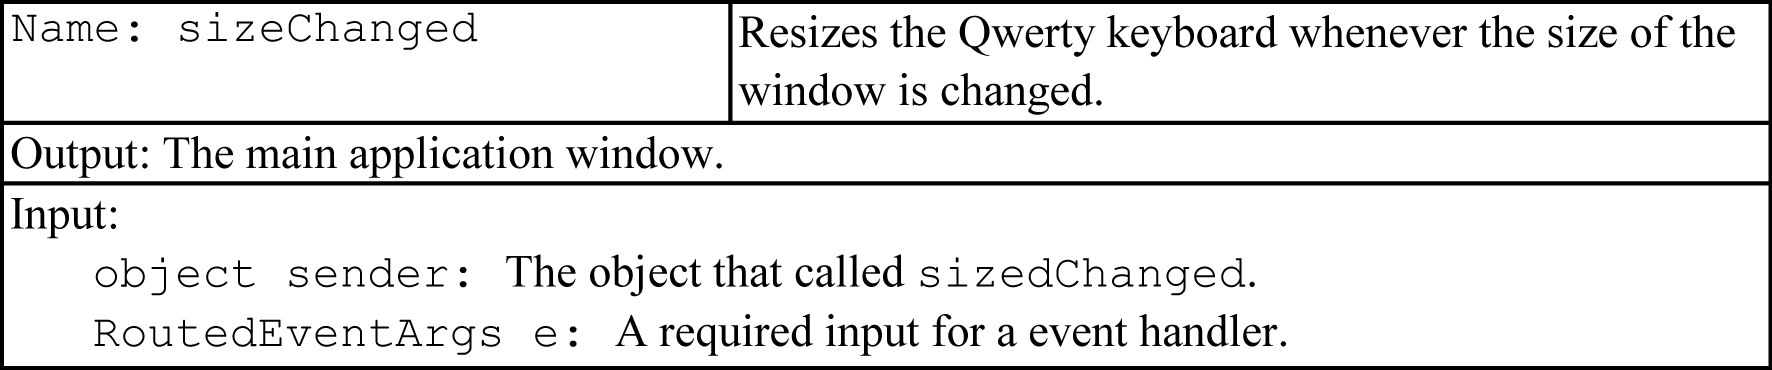 Name: sizeChanged
Resizes the Qwerty keyboard whenever the size of the
window is changed.
Output: The main application window.
Input:
object sender: The object that called sizedChanged.
RoutedEventArgs e: A required input for a event handler.